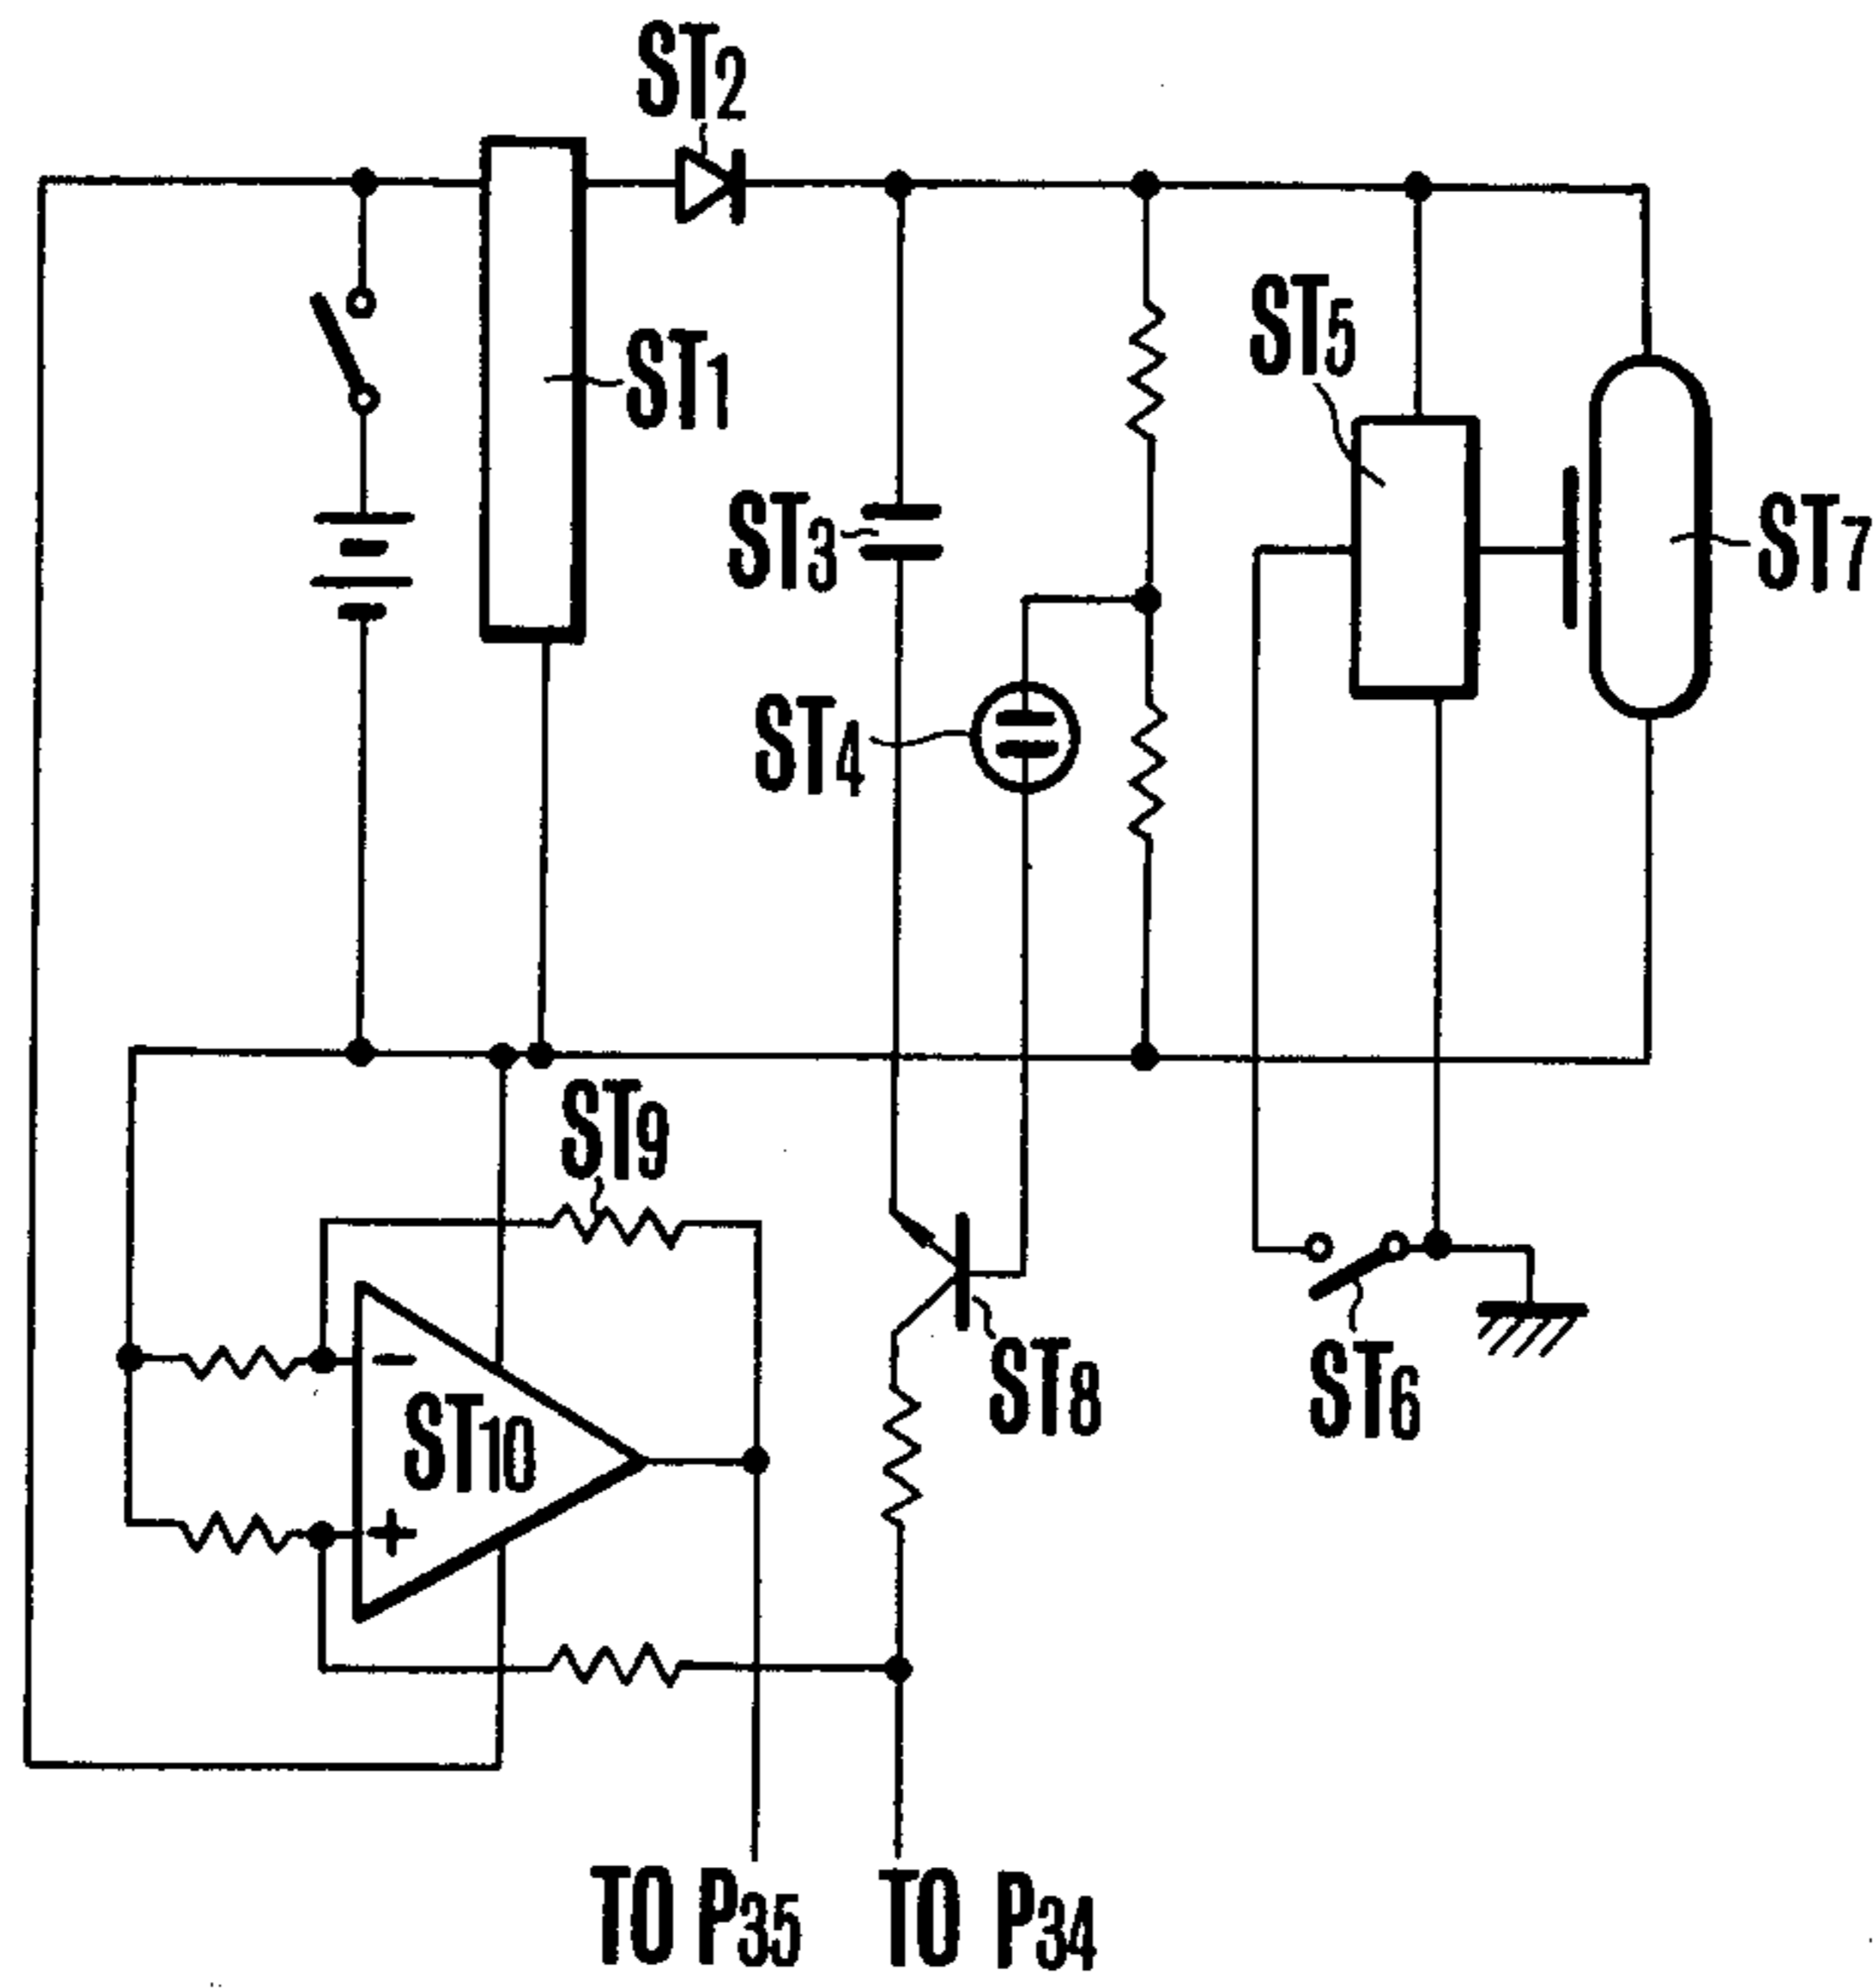 ST2
ST1
ST5
ST3
ST7
ST4
ST9
ST8
ST6
-
ST10
+
TO P35
TO P34